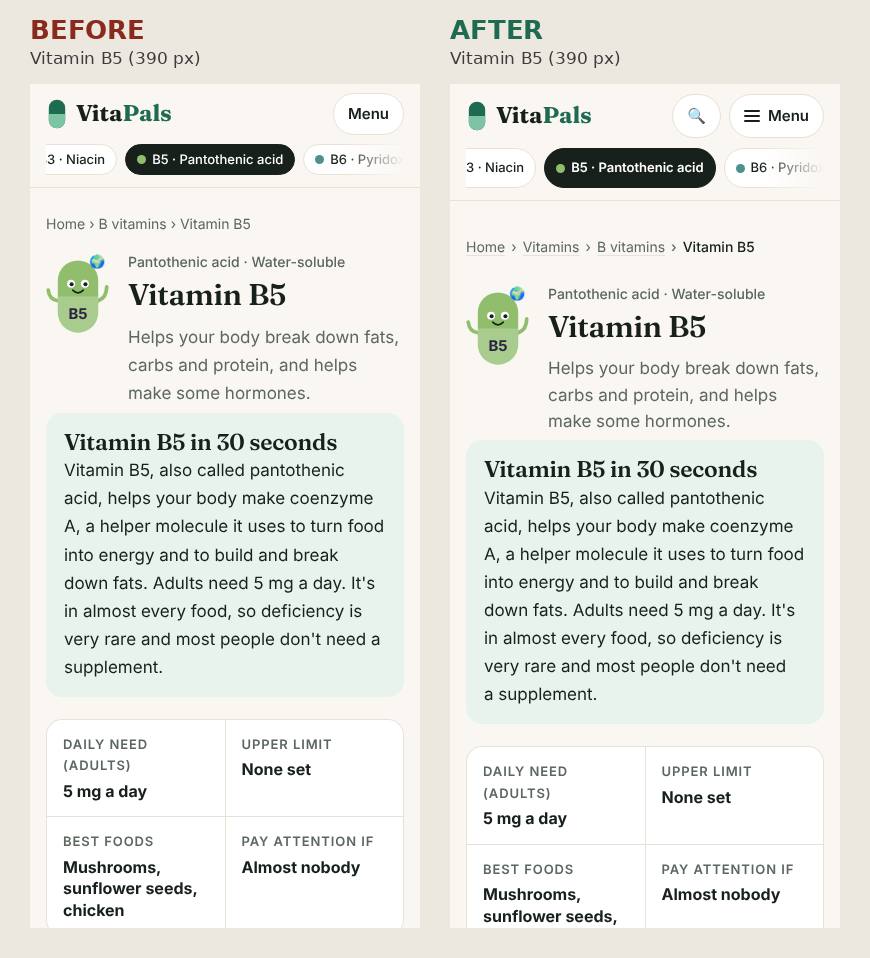 BEFORE
Vitamin B5 (390 px)
VitaPals
Menu
3 · Niacin
B5 · Pantothenic acid
B6 ·
Home › B vitamins › Vitamin B5
B5
Pantothenic acid · Water-soluble
Vitamin B5
Helps your body break down fats,
carbs and protein, and helps
make some hormones.
Vitamin B5 in 30 seconds
Vitamin B5, also called pantothenic
acid, helps your body make coenzyme
A, a helper molecule it uses to turn food
into energy and to build and break
down fats. Adults need 5 mg a day. It's
in almost every food, so deficiency is
very rare and most people don't need a
supplement.
DAILY NEED
(ADULTS)
5 mg a day
UPPER LIMIT
None set
BEST FOODS
Mushrooms,
sunflower seeds,
chicken
PAY ATTENTION IF
Almost nobody
AFTER
Vitamin B5 (390 px)
VitaPals
Menu
3 · Niacin
B5 · Pantothenic acid
B6 ·
Home › Vitamins › B vitamins › Vitamin B5
B5
Pantothenic acid · Water-soluble
Vitamin B5
Helps your body break down fats,
carbs and protein, and helps
make some hormones.
Vitamin B5 in 30 seconds
Vitamin B5, also called pantothenic
acid, helps your body make coenzyme
A, a helper molecule it uses to turn food
into energy and to build and break
down fats. Adults need 5 mg a day. It's
in almost every food, so deficiency is
very rare and most people don't need
a supplement.
DAILY NEED
(ADULTS)
5 mg a day
UPPER LIMIT
None set
BEST FOODS
Mushrooms,
sunflower seeds,
PAY ATTENTION IF
Almost nobody